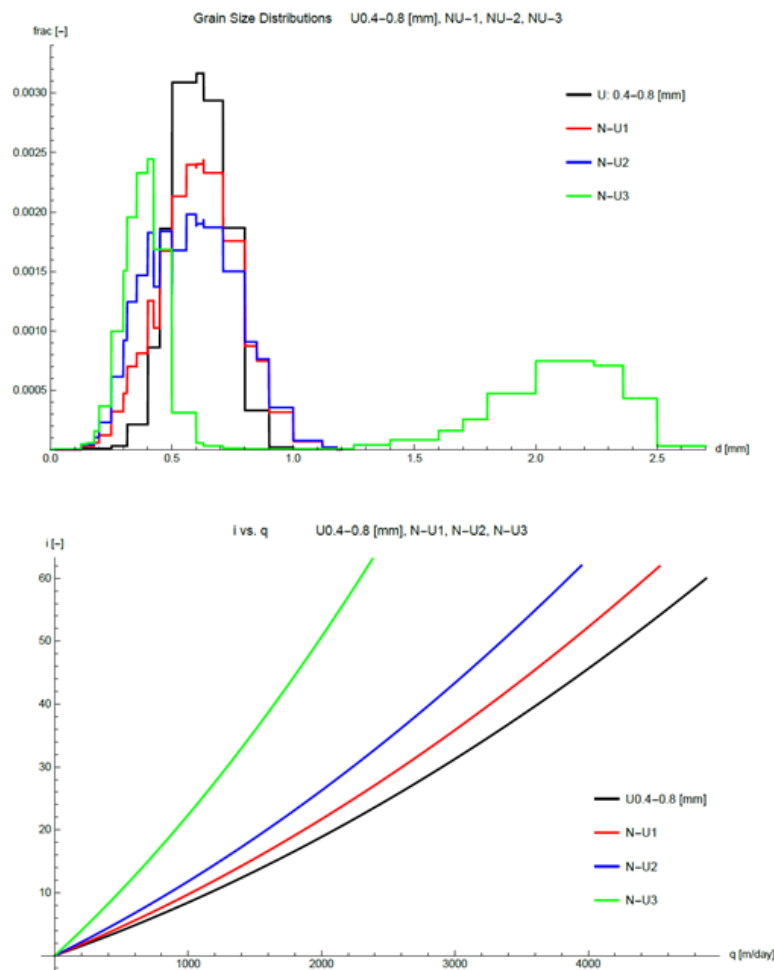 Grain Size Distributions U0.4–0.8 [mm], NU–1, NU–2, NU–3
frac [–]
0.0030
0.0025
0.0020
0.0015
0.0010
0.0005
0.0 0.5 1.0 1.5 2.0 2.5
d [mm]
U: 0.4–0.8 [mm]
N–U1
N–U2
N–U3
i vs. q U0.4–0.8 [mm], N–U1, N–U2, N–U3
i [–]
60
50
40
30
20
10
1000 2000 3000 4000
q [m/day]
U0.4–0.8 [mm]
N–U1
N–U2
N–U3